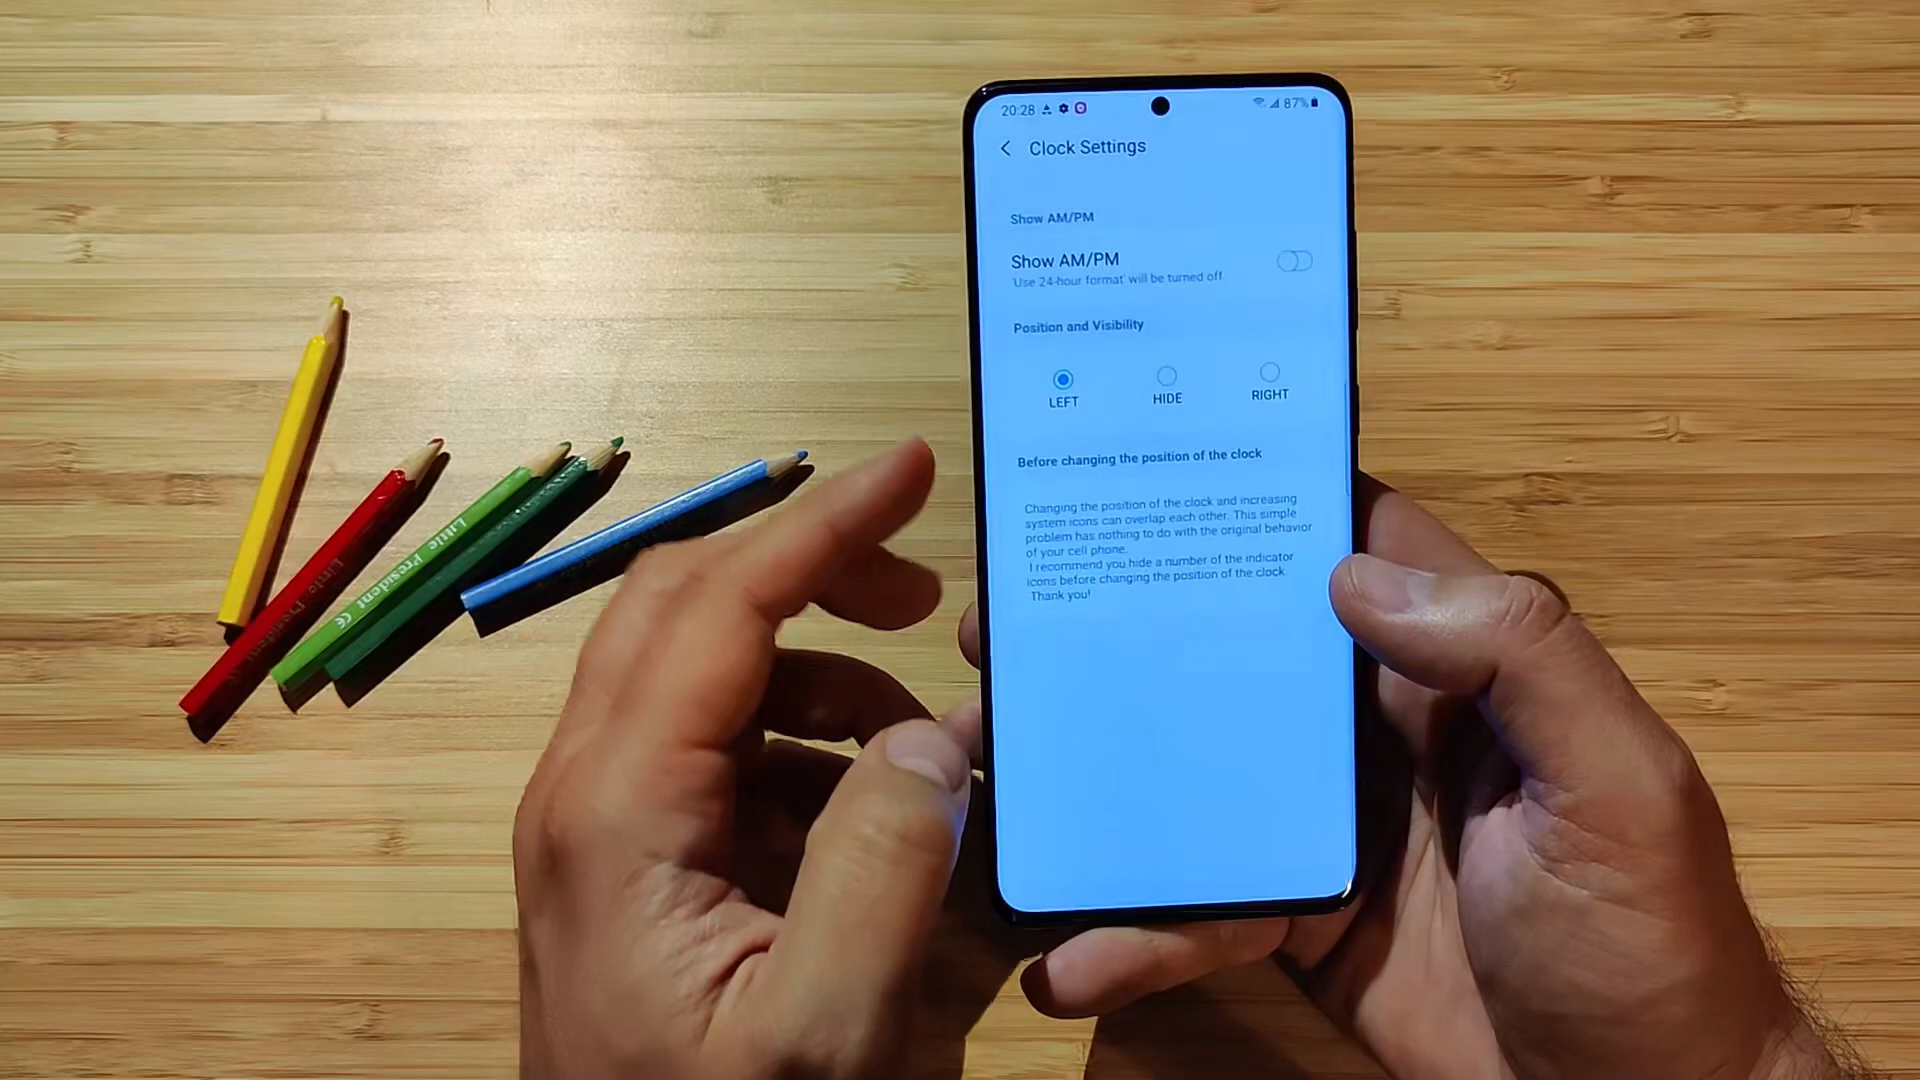 20:28
87%
Clock Settings
Show AM/PM
Show AM/PM
'Use 24-hour format' will be turned off
Position and Visibility
LEFT
HIDE
RIGHT
Before changing the position of the clock
Changing the position of the clock and increasing
system icons can overlap each other. This simple
problem has nothing to do with the original behavior
of your cell phone.
I recommend you hide a number of the indicator
icons before changing the position of the clock.
Thank you!
Little President
Little President CE